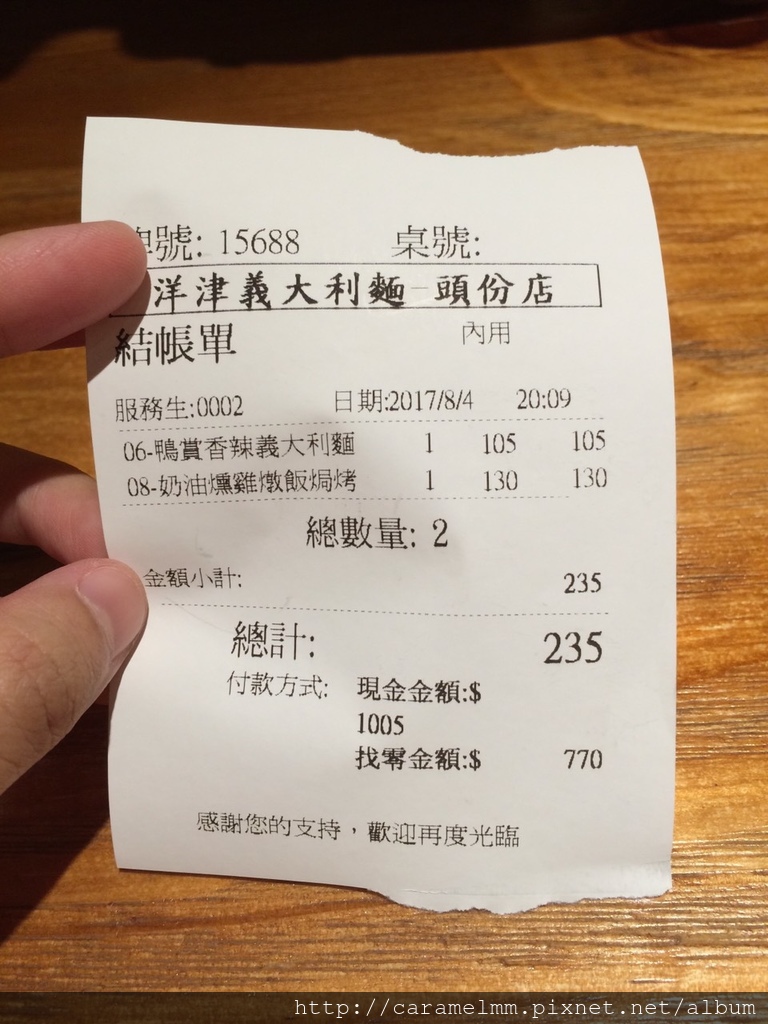 號: 15688 桌號:
洋津義大利麵-頭份店
結帳單 內用
服務生:0002 日期:2017/8/4 20:09
06-鴨賞香辣義大利麵 1 105 105
08-奶油燻雞燉飯焗烤 1 130 130
總數量: 2
金額小計: 235
總計: 235
付款方式: 現金金額:$
1005
找零金額:$ 770
感謝您的支持，歡迎再度光臨
http://caramelmm.pixnet.net/album